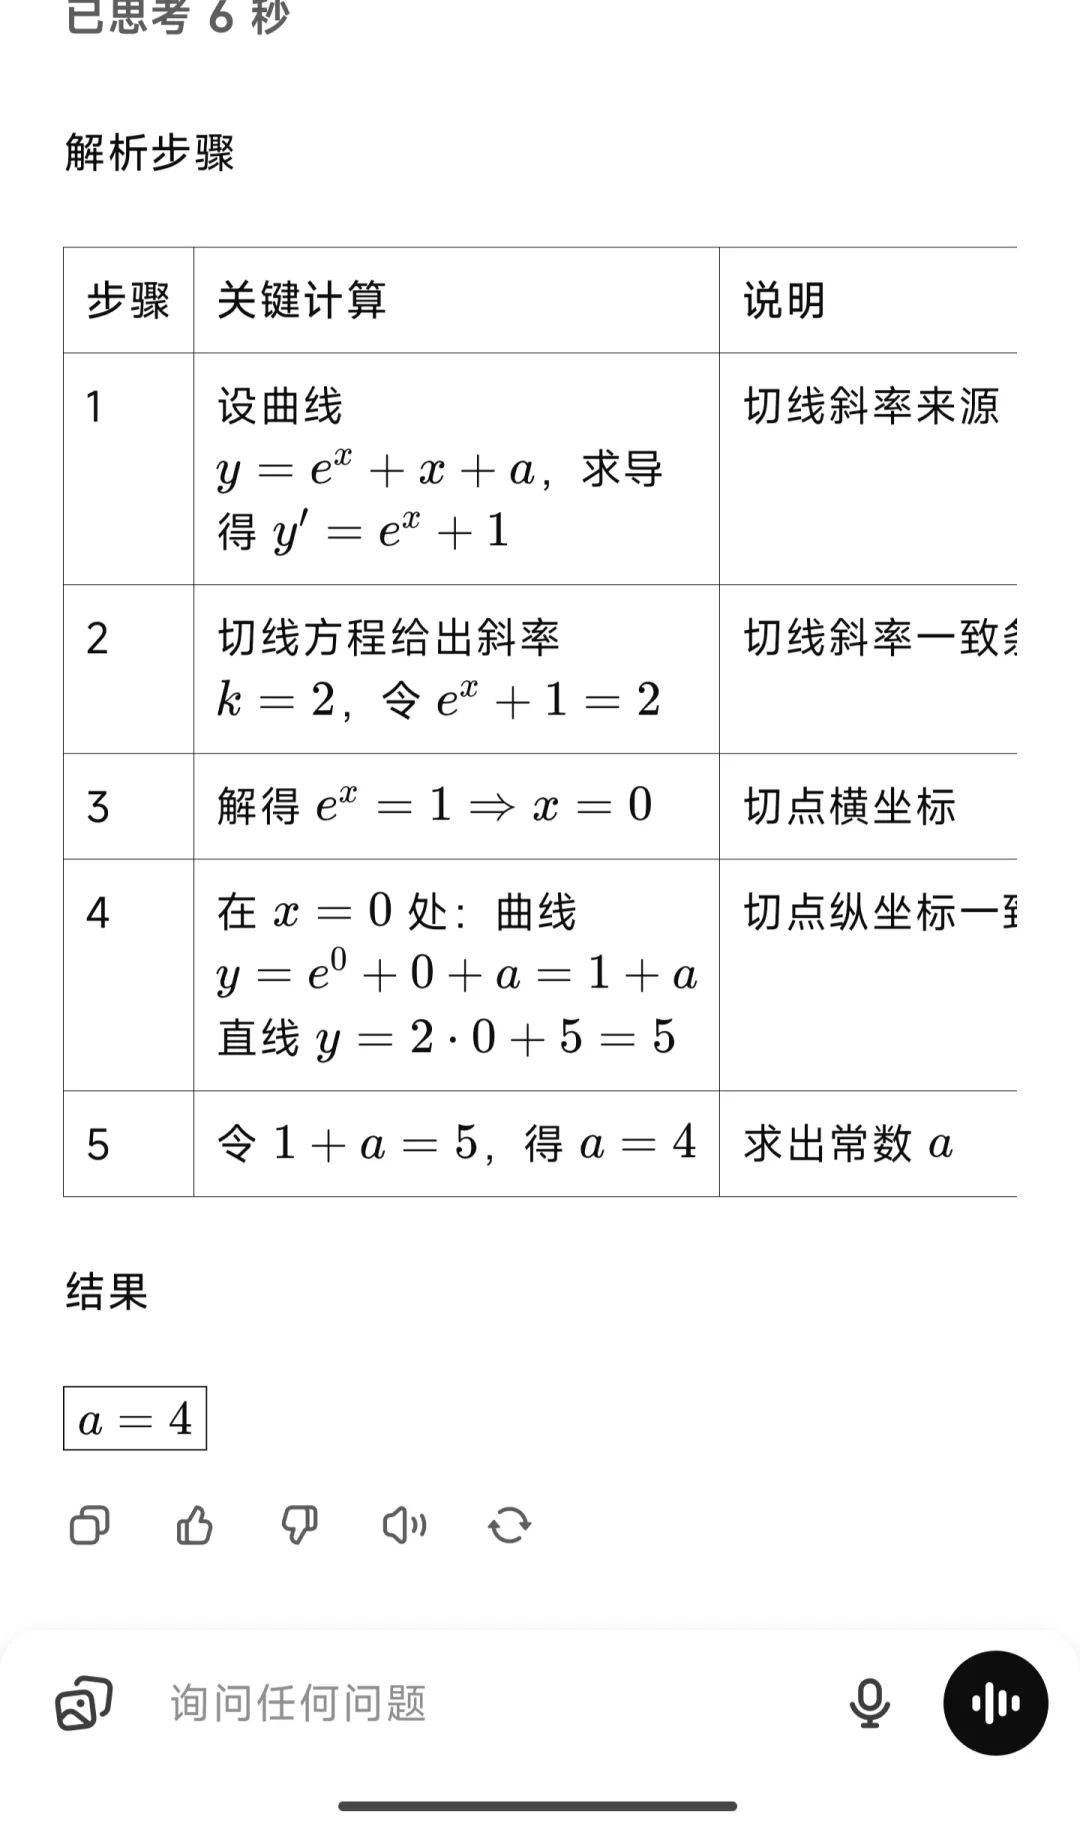 已思考 6 秒
解析步骤
步骤 关键计算 说明
1 设曲线 切线斜率来源
y = e^x + x + a，求导
得 y′ = e^x + 1
2 切线方程给出斜率 切线斜率一致
k = 2，令 e^x + 1 = 2
3 解得 e^x = 1 ⇒ x = 0 切点横坐标
4 在 x = 0 处：曲线 切点纵坐标一
y = e^0 + 0 + a = 1 + a
直线 y = 2 · 0 + 5 = 5
5 令 1 + a = 5，得 a = 4 求出常数 a
结果
a = 4
询问任何问题